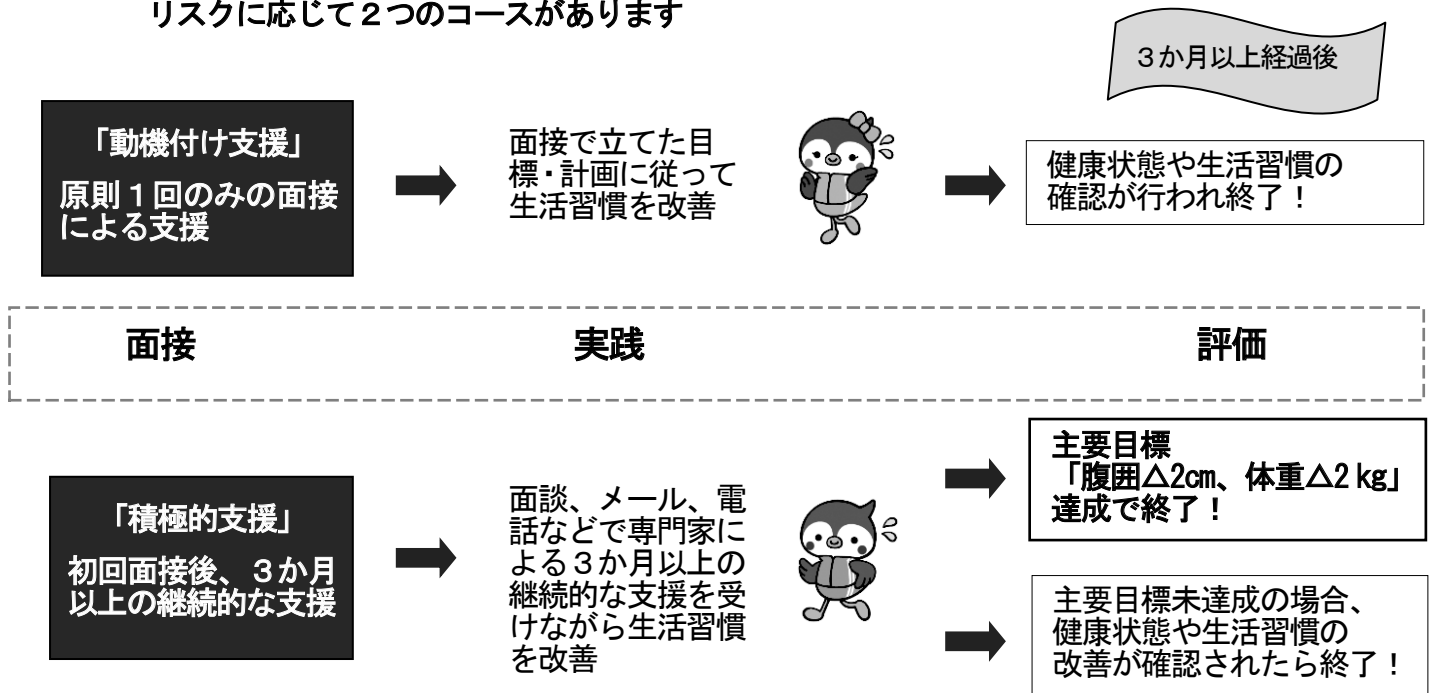 リスクに応じて２つのコースがあります
３か月以上経過後
「動機付け支援」
原則１回のみの面接
による支援
面接で立てた目
標・計画に従って
生活習慣を改善
健康状態や生活習慣の
確認が行われ終了！
面接
実践
評価
「積極的支援」
初回面接後、３か月
以上の継続的な支援
面談、メール、電
話などで専門家に
よる３か月以上の
継続的な支援を受
けながら生活習慣
を改善
主要目標
「腹囲△2㎝、体重△2㎏」
達成で終了！
主要目標未達成の場合、
健康状態や生活習慣の
改善が確認されたら終了！